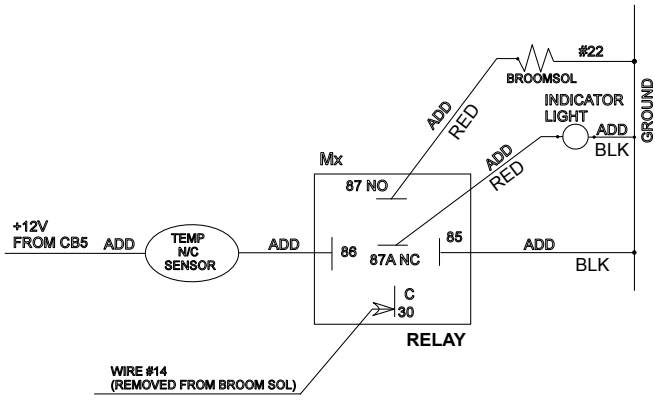 #22
BROOMSOL
INDICATOR
LIGHT
GROUND
ADD
RED
ADD
BLK
ADD
RED
Mx
87 NO
+12V
FROM CB5
ADD
TEMP
N/C
SENSOR
ADD
86
87A NC
85
ADD
BLK
C
30
RELAY
WIRE #14
(REMOVED FROM BROOM SOL)